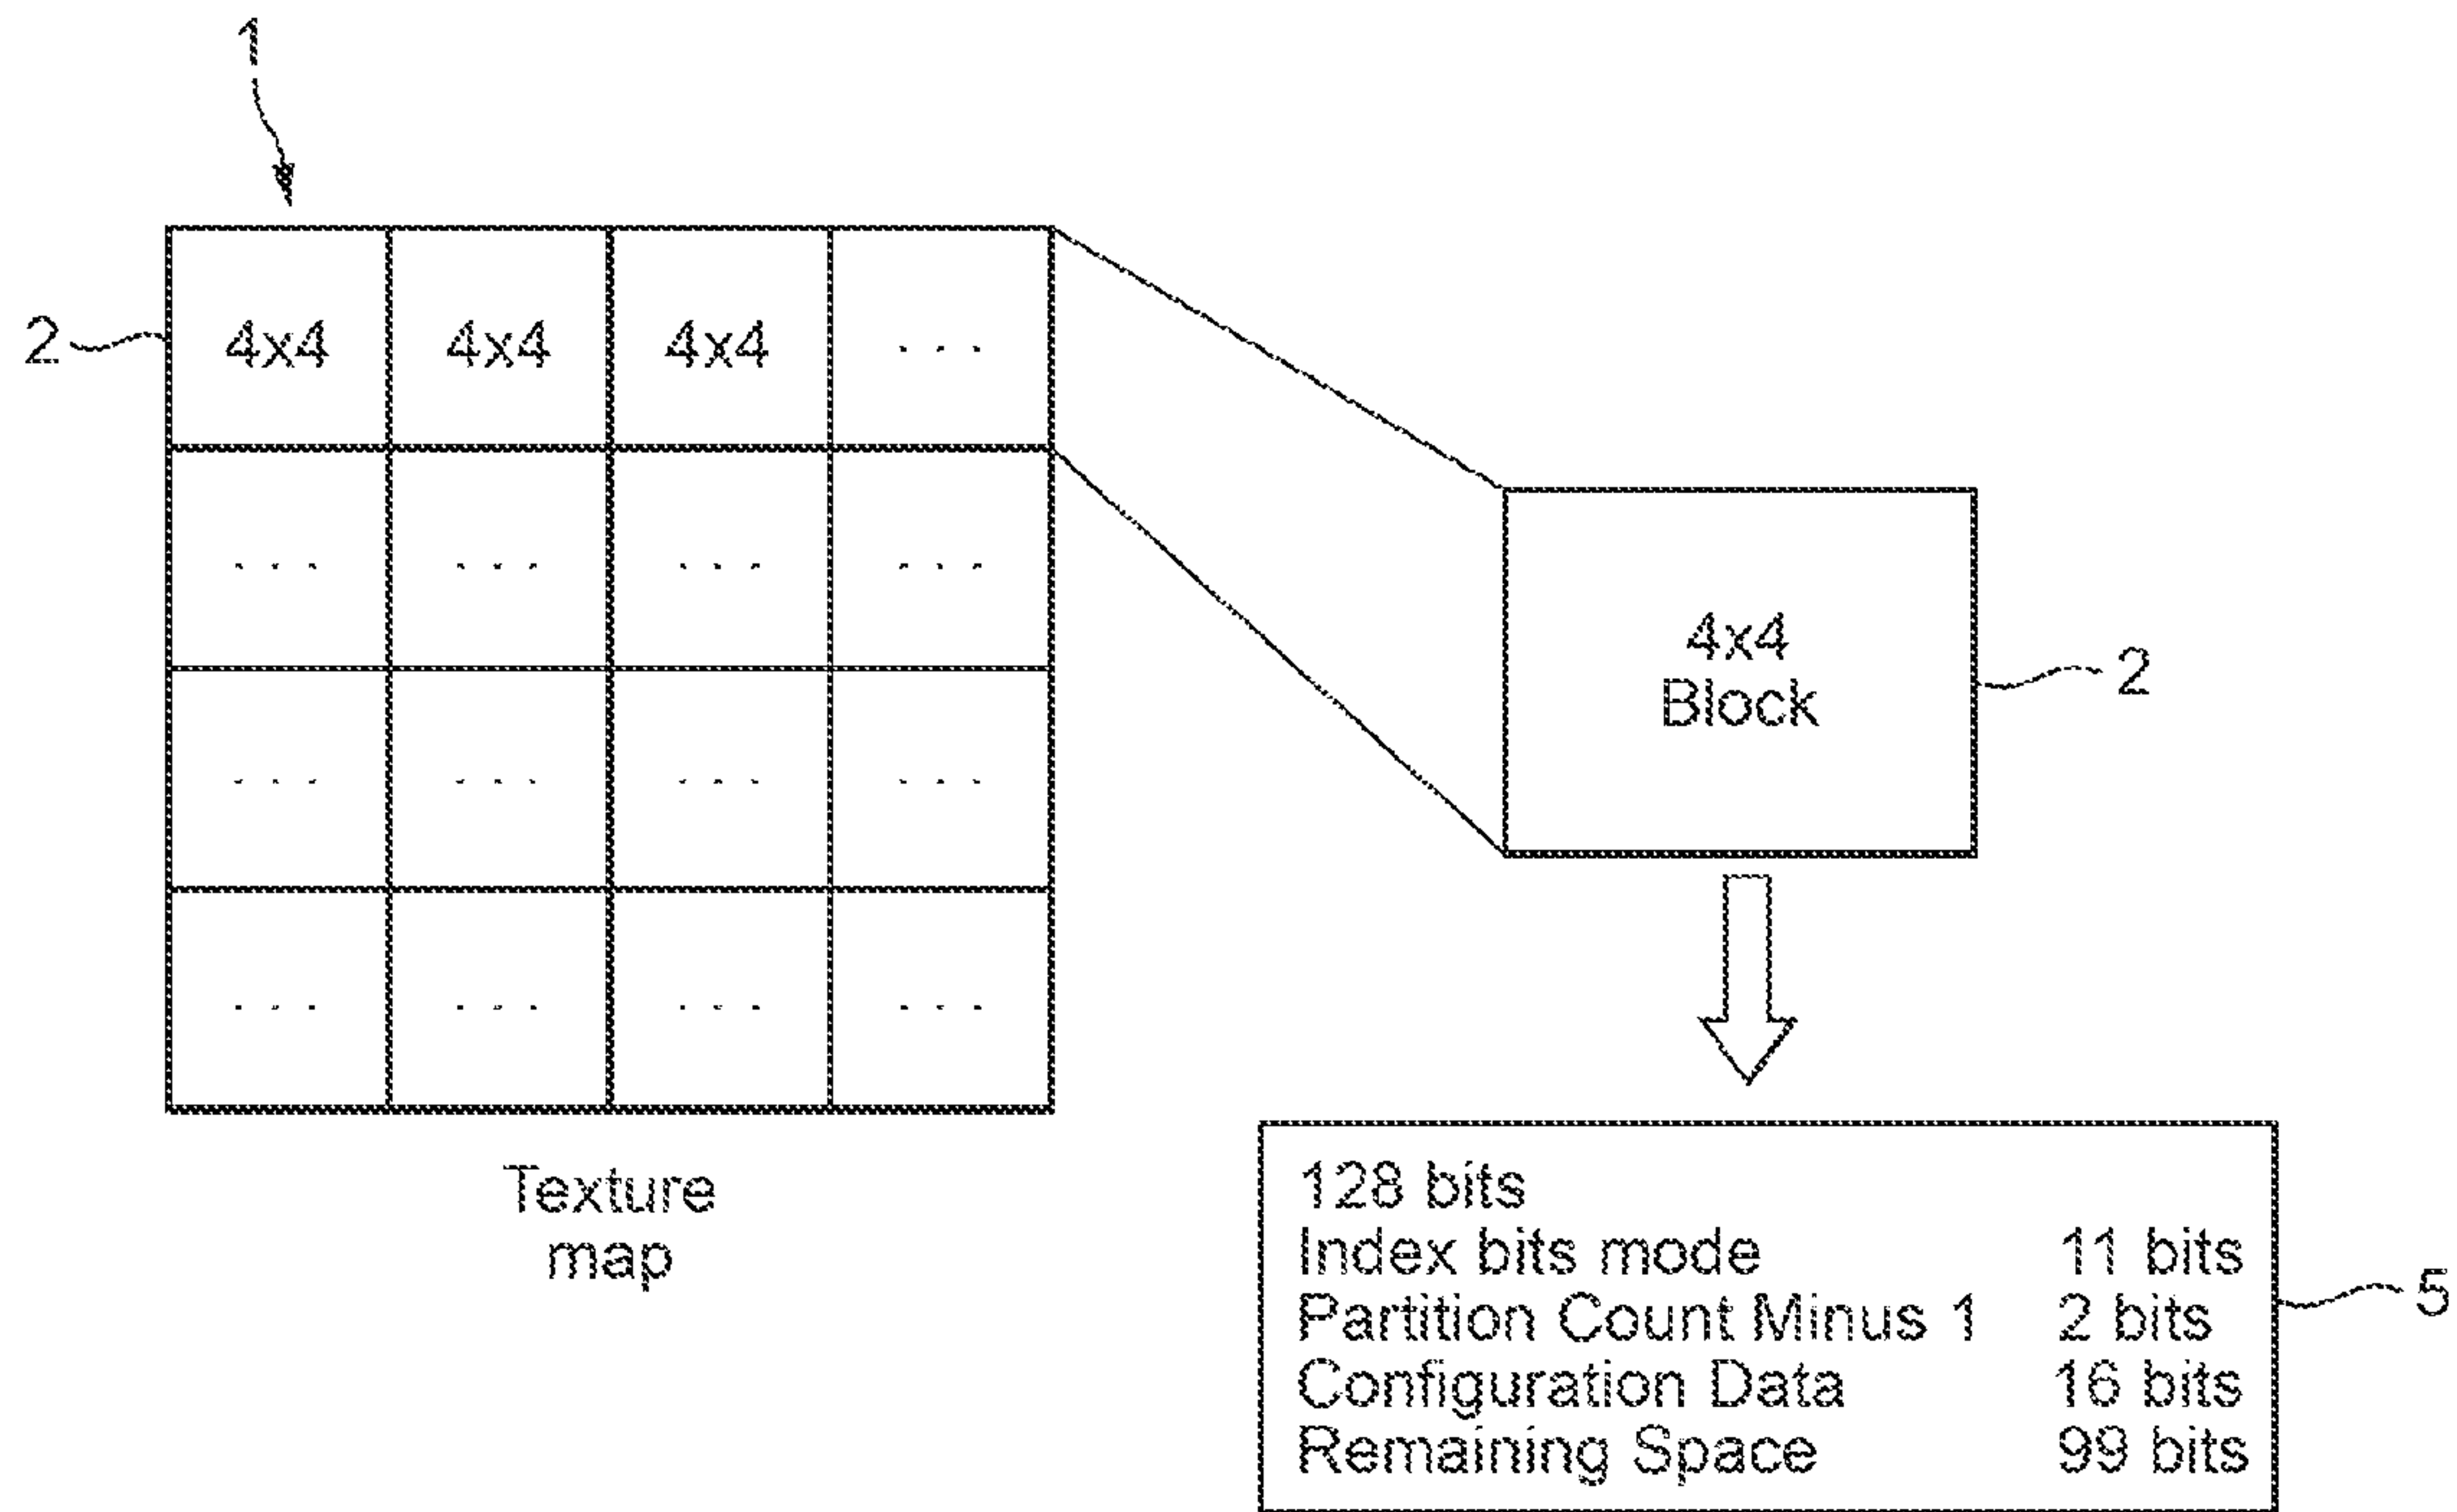 1
2 4x4 4x4 4x4 ...
... ... ... ...
... ... ... ...
... ... ... ...
Texture
map
4x4
Block
2
128 bits
Index bits mode 11 bits
Partition Count Minus 1 2 bits
Configuration Data 16 bits
Remaining Space 99 bits
5